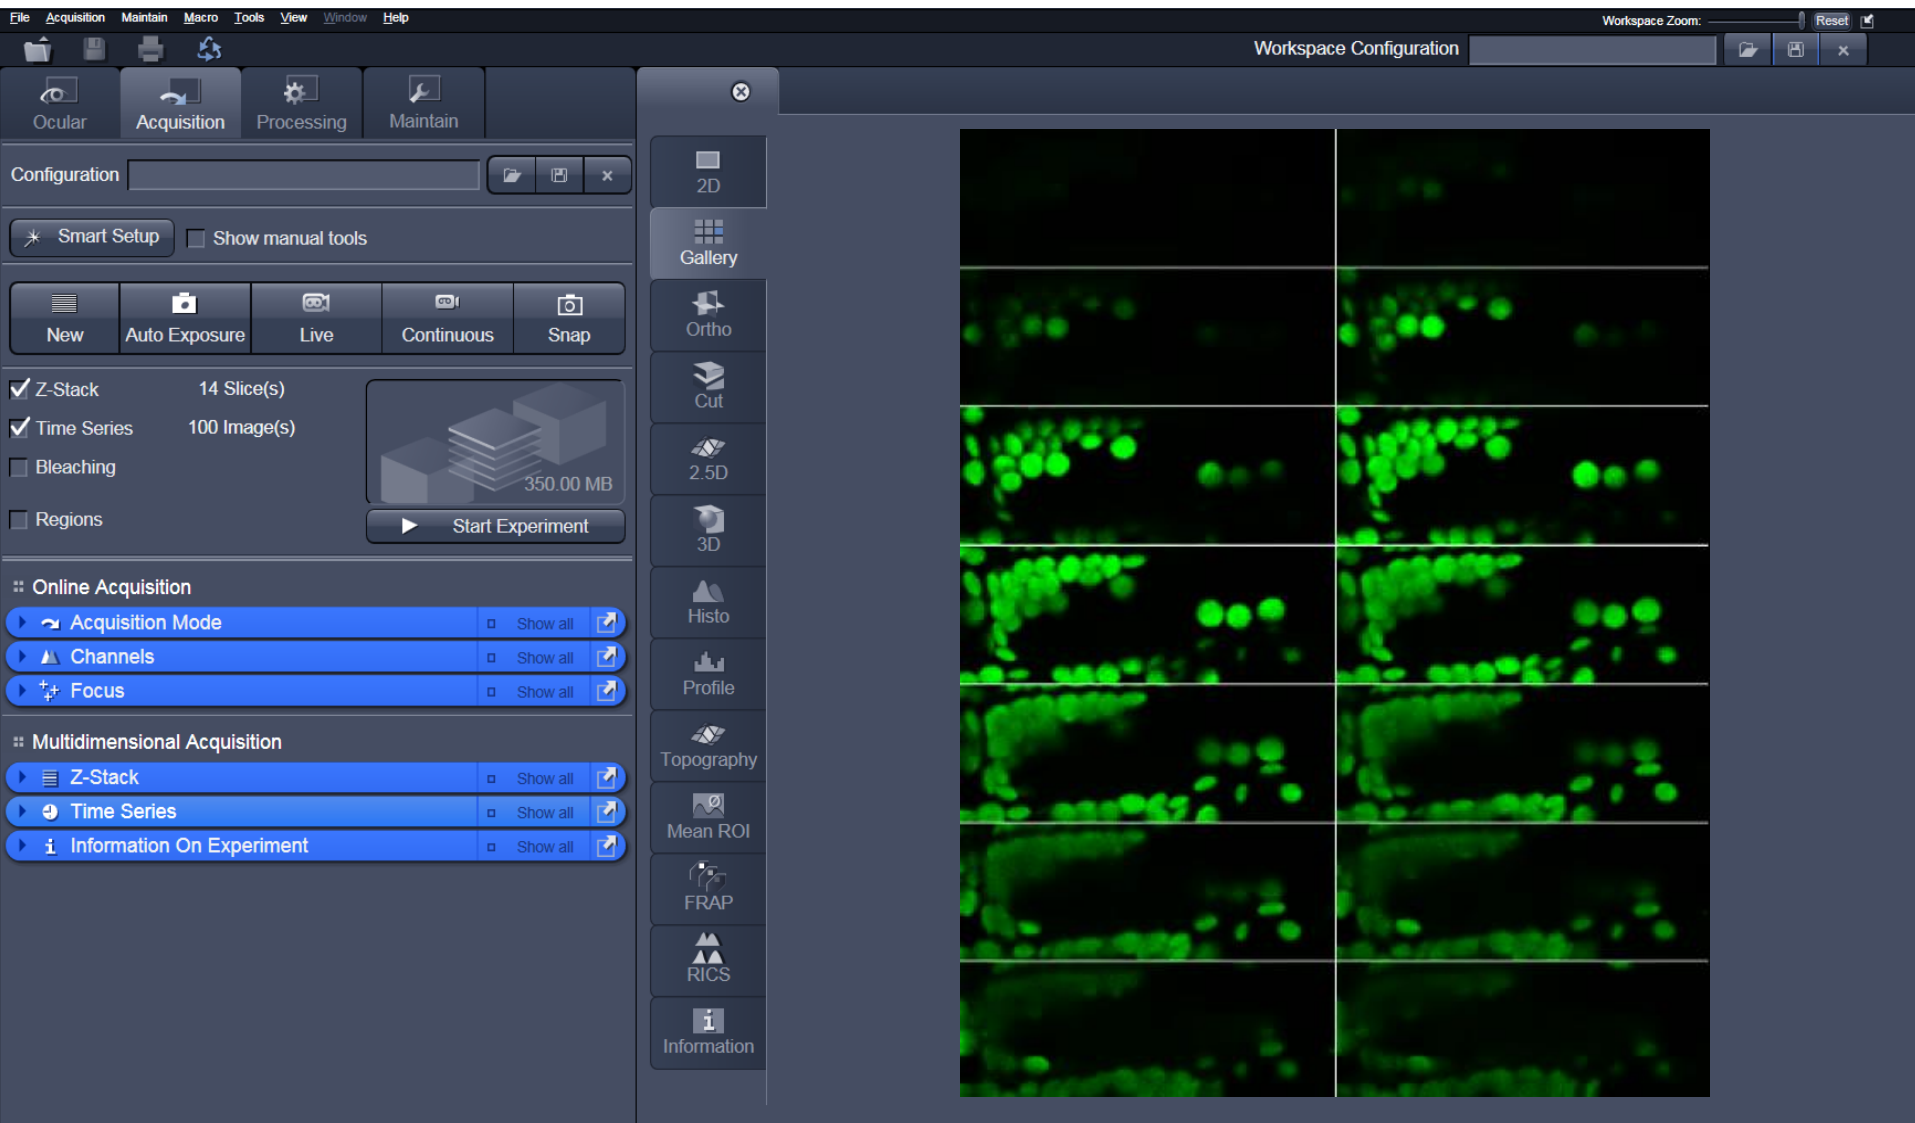 File Acquisition Maintain Macro Tools View Window Help
Workspace Zoom: Reset
Workspace Configuration
Ocular Acquisition Processing Maintain
Configuration
Smart Setup Show manual tools
New Auto Exposure Live Continuous Snap
Z-Stack 14 Slice(s)
Time Series 100 Image(s)
Bleaching
350.00 MB
Regions
Start Experiment
Online Acquisition
Acquisition Mode Show all
Channels Show all
Focus Show all
Multidimensional Acquisition
Z-Stack Show all
Time Series Show all
Information On Experiment Show all
2D
Gallery
Ortho
Cut
2.5D
3D
Histo
Profile
Topography
Mean ROI
FRAP
RICS
Information